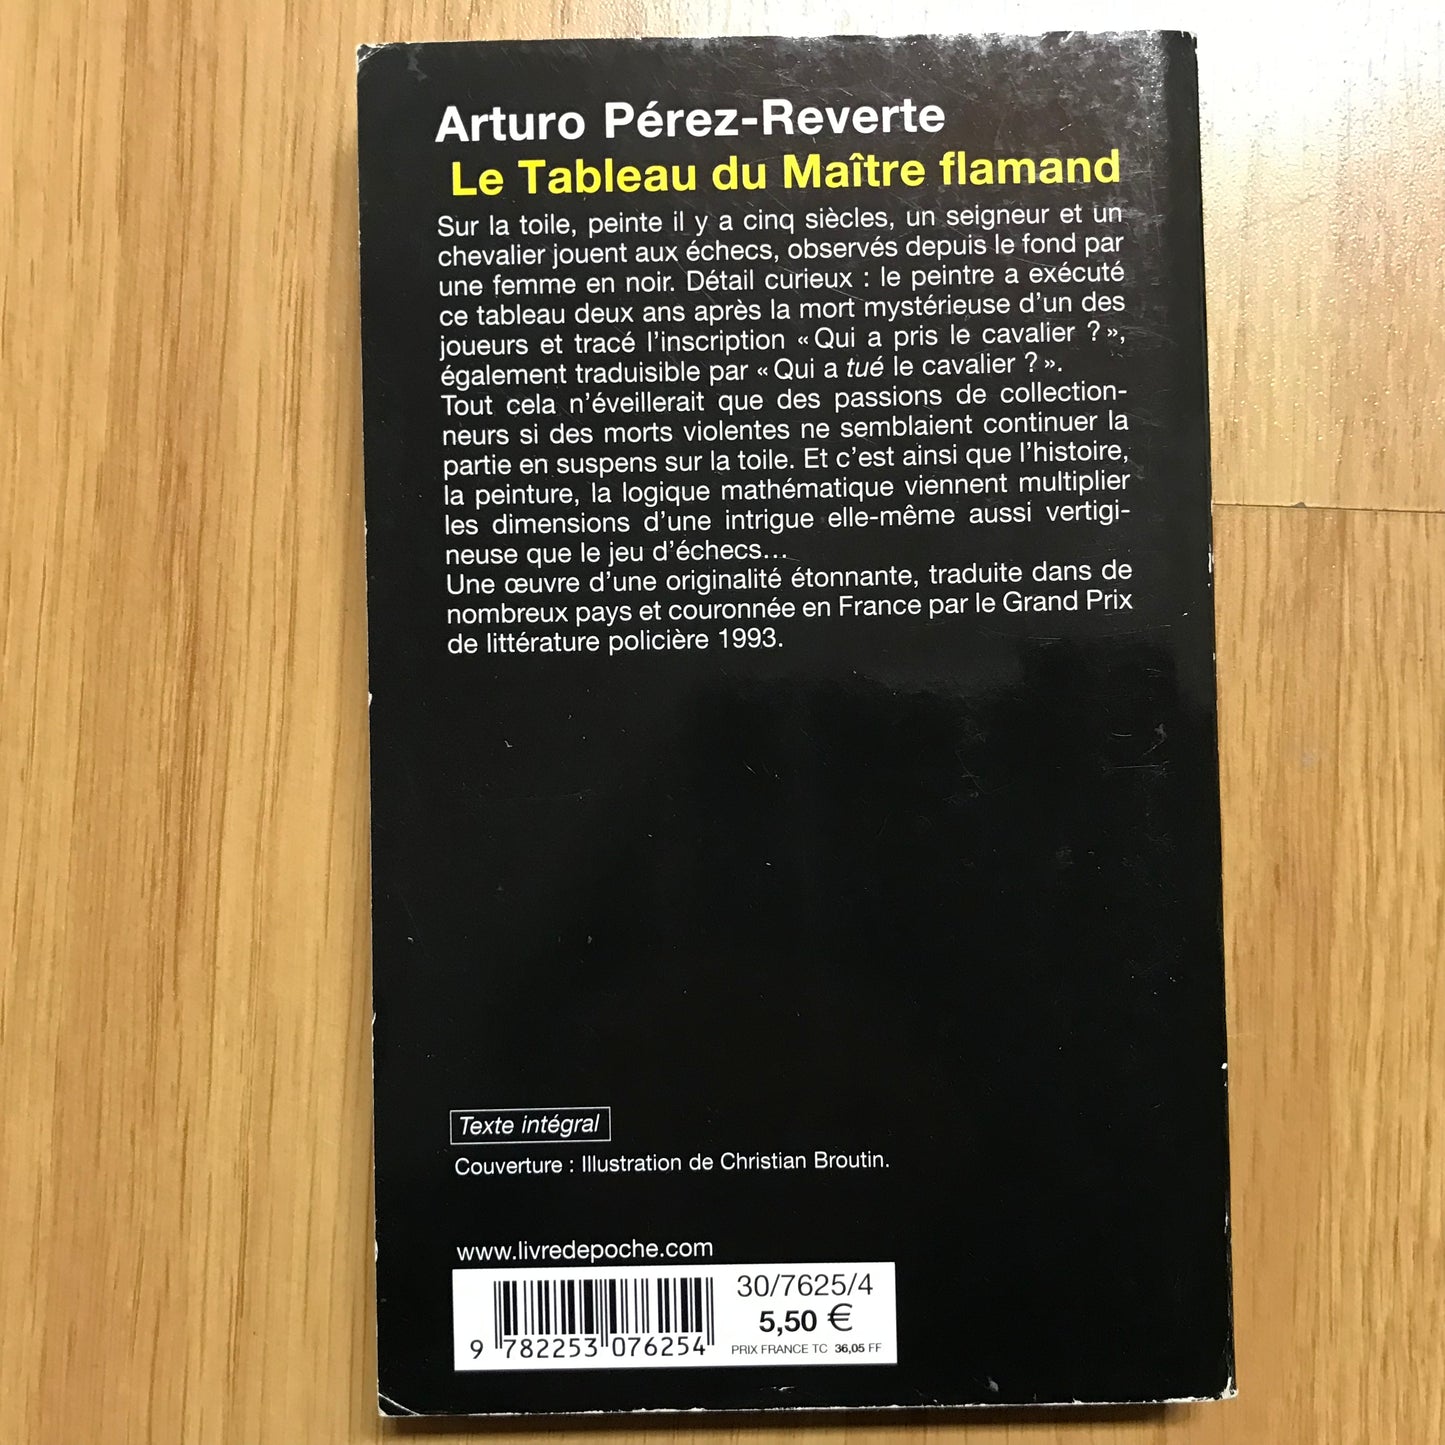 Arturo Pérez-Reverte
Le Tableau du Maître flamand
Sur la toile, peinte il y a cinq siècles, un seigneur et un
chevalier jouent aux échecs, observés depuis le fond par
une femme en noir. Détail curieux : le peintre a exécuté
ce tableau deux ans après la mort mystérieuse d'un des
joueurs et tracé l'inscription « Qui a pris le cavalier ? »,
également traduisible par « Qui a tué le cavalier ? ».
Tout cela n'éveillerait que des passions de collection-
neurs si des morts violentes ne semblaient continuer la
partie en suspens sur la toile. Et c'est ainsi que l'histoire,
la peinture, la logique mathématique viennent multiplier
les dimensions d'une intrigue elle-même aussi vertigi-
neuse que le jeu d'échecs...
Une œuvre d'une originalité étonnante, traduite dans de
nombreux pays et couronnée en France par le Grand Prix
de littérature policière 1993.
Texte intégral
Couverture : Illustration de Christian Broutin.
www.livredepoche.com
30/7625/4
5,50 €
PRIX FRANCE TC 36,05 FF
9 782253 076254